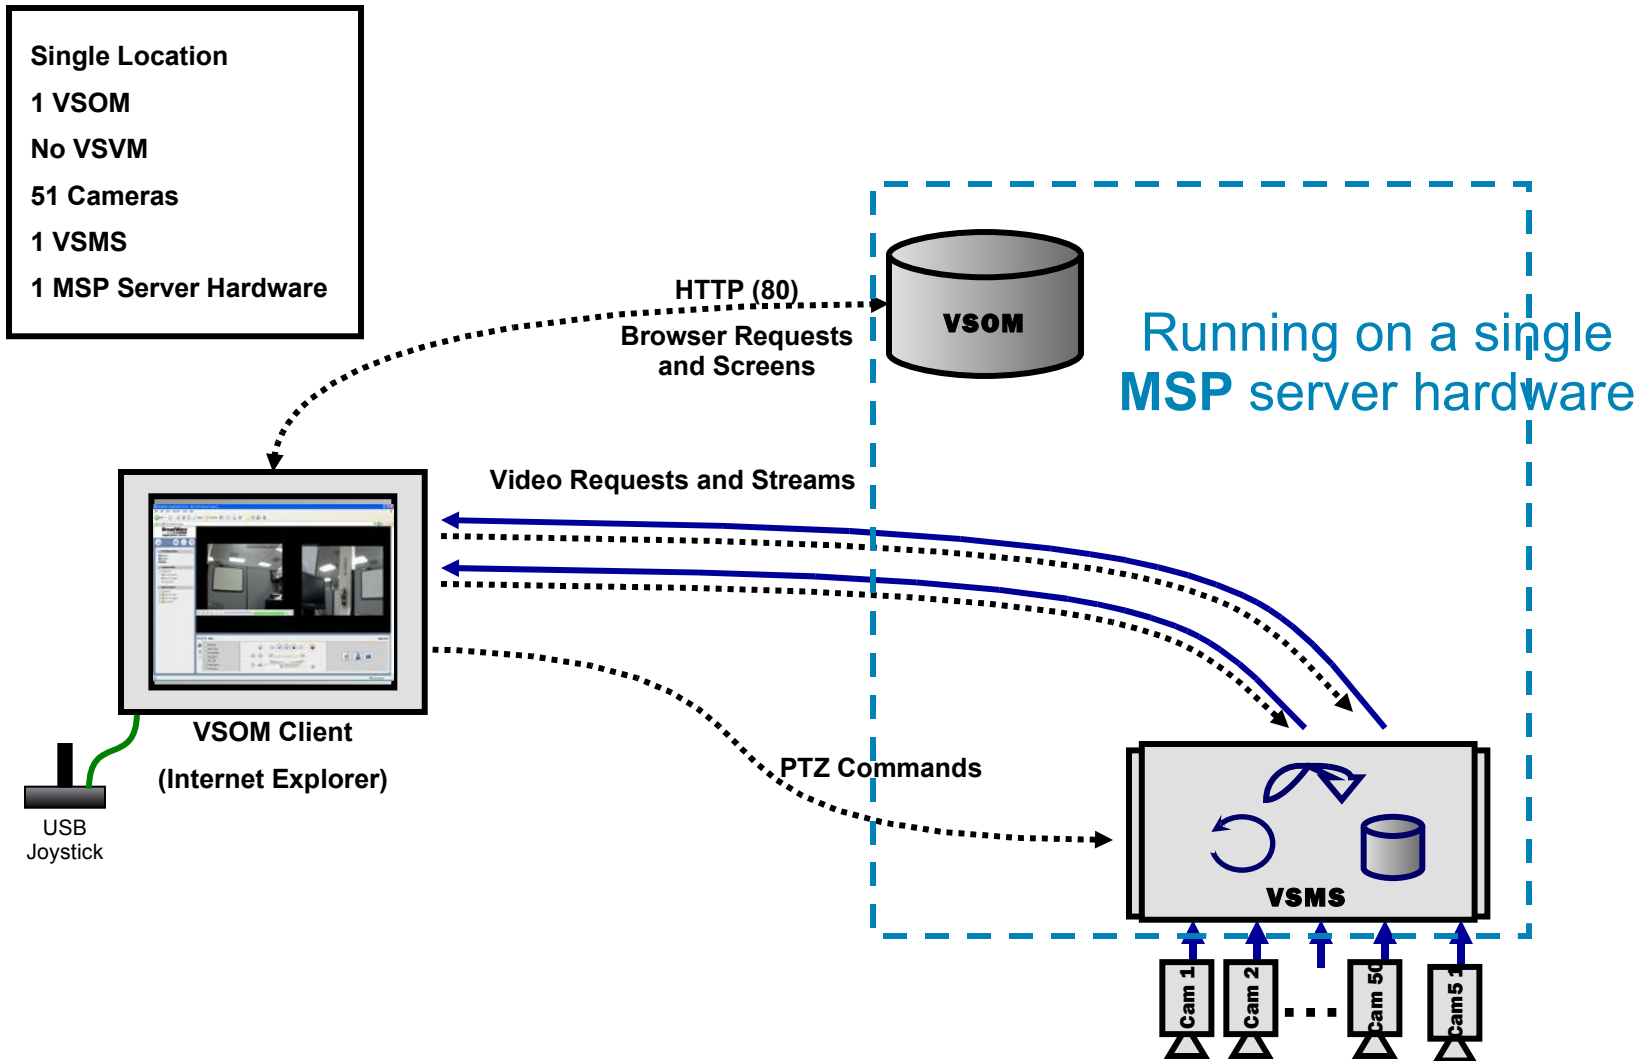 Single Location
1 VSOM
No VSVM
51 Cameras
1 VSMS
1 MSP Server Hardware
HTTP (80)
Browser Requests
and Screens
VSOM
Running on a single
MSP server hardware
Video Requests and Streams
VSOM Client
(Internet Explorer)
PTZ Commands
USB
Joystick
VSMS
Cam 1
Cam 2
Cam 50
Cam5 1